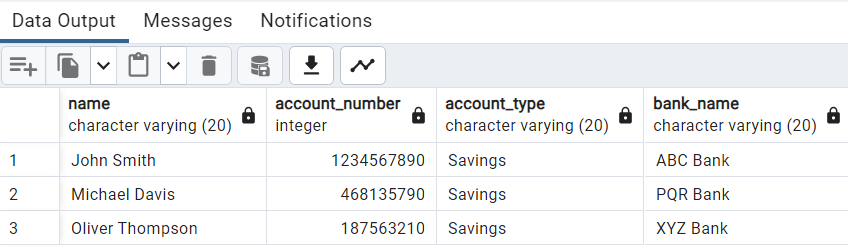 Data Output Messages Notifications
name account_number account_type bank_name
character varying (20) integer character varying (20) character varying (20)
1 John Smith 1234567890 Savings ABC Bank
2 Michael Davis 468135790 Savings PQR Bank
3 Oliver Thompson 187563210 Savings XYZ Bank